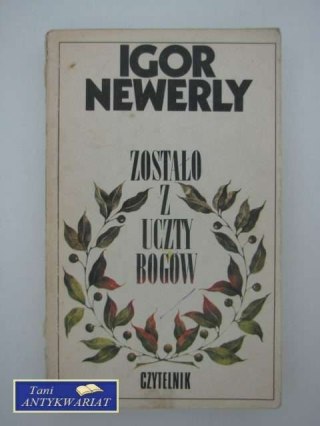 IGOR
NEWERLY
ZOSTAŁO
Z
UCZTY
BOGÓW
CZYTELNIK
Tani
ANTYKWARIAT